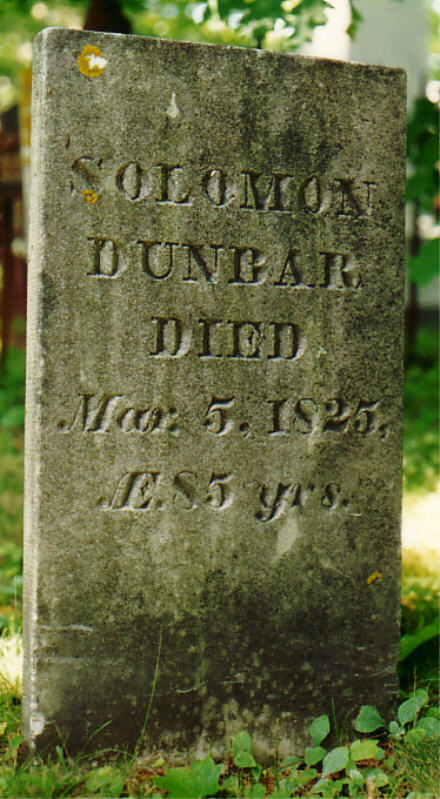 SOLOMON
DUNBAR
DIED
Mar. 5, 1825,
Æ. 85 yrs.